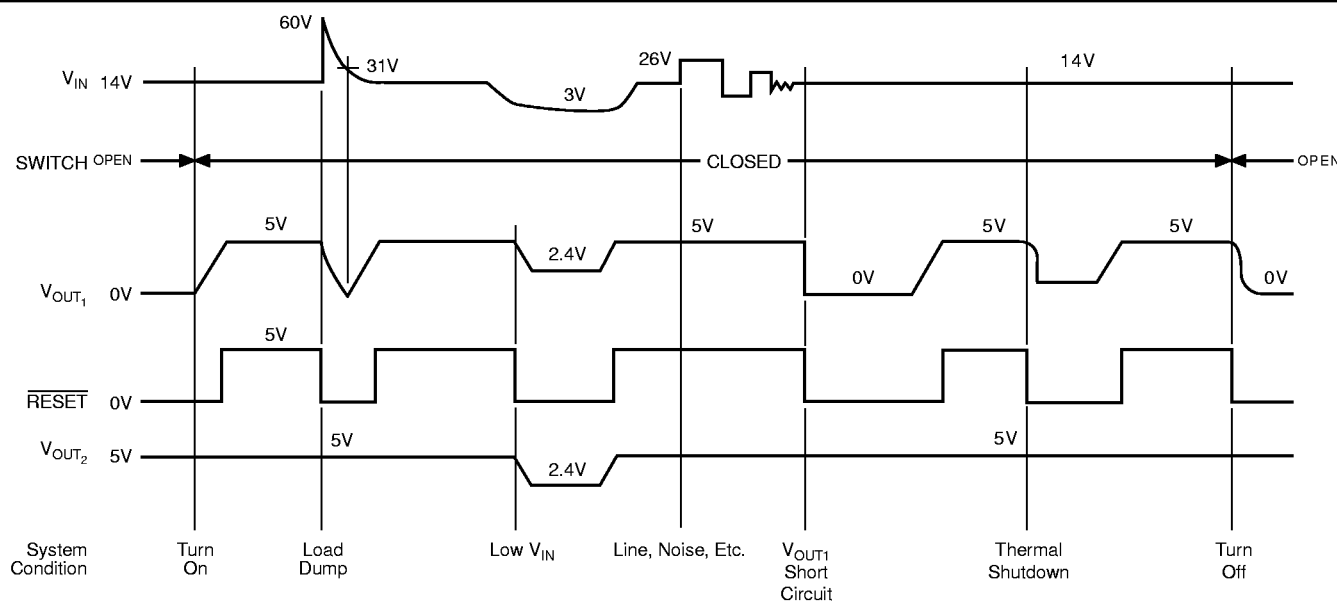 60V
V_IN 14V 31V 3V 26V 14V
SWITCH OPEN CLOSED OPEN
5V 2.4V 5V 5V 5V
V_OUT1 0V 0V 0V
5V
RESET 0V
V_OUT2 5V 5V 2.4V 5V
System Condition
Turn On
Load Dump
Low V_IN
Line, Noise, Etc.
V_OUT1 Short Circuit
Thermal Shutdown
Turn Off